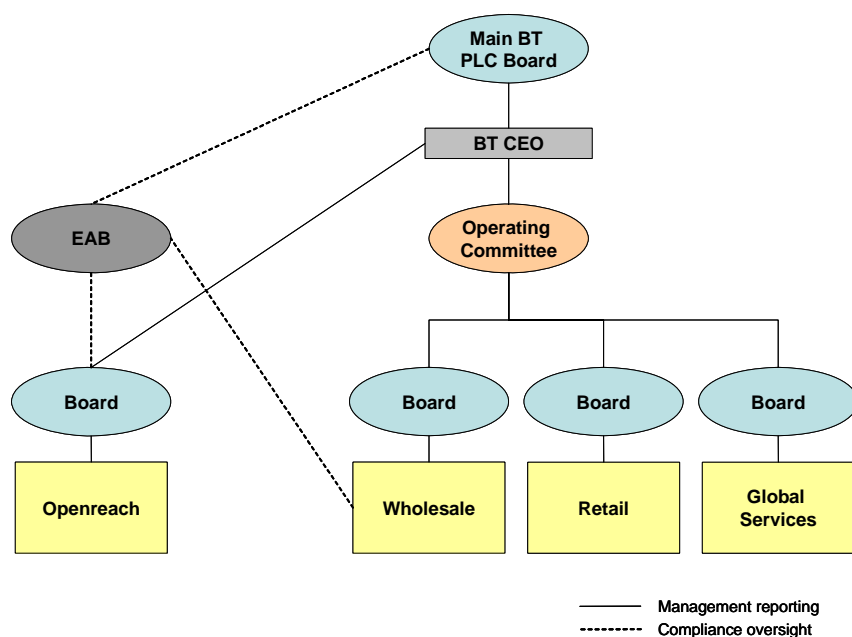 Main BT
PLC Board
BT CEO
EAB
Operating
Committee
Board
Board
Board
Board
Openreach
Wholesale
Retail
Global
Services
Management reporting
Compliance oversight